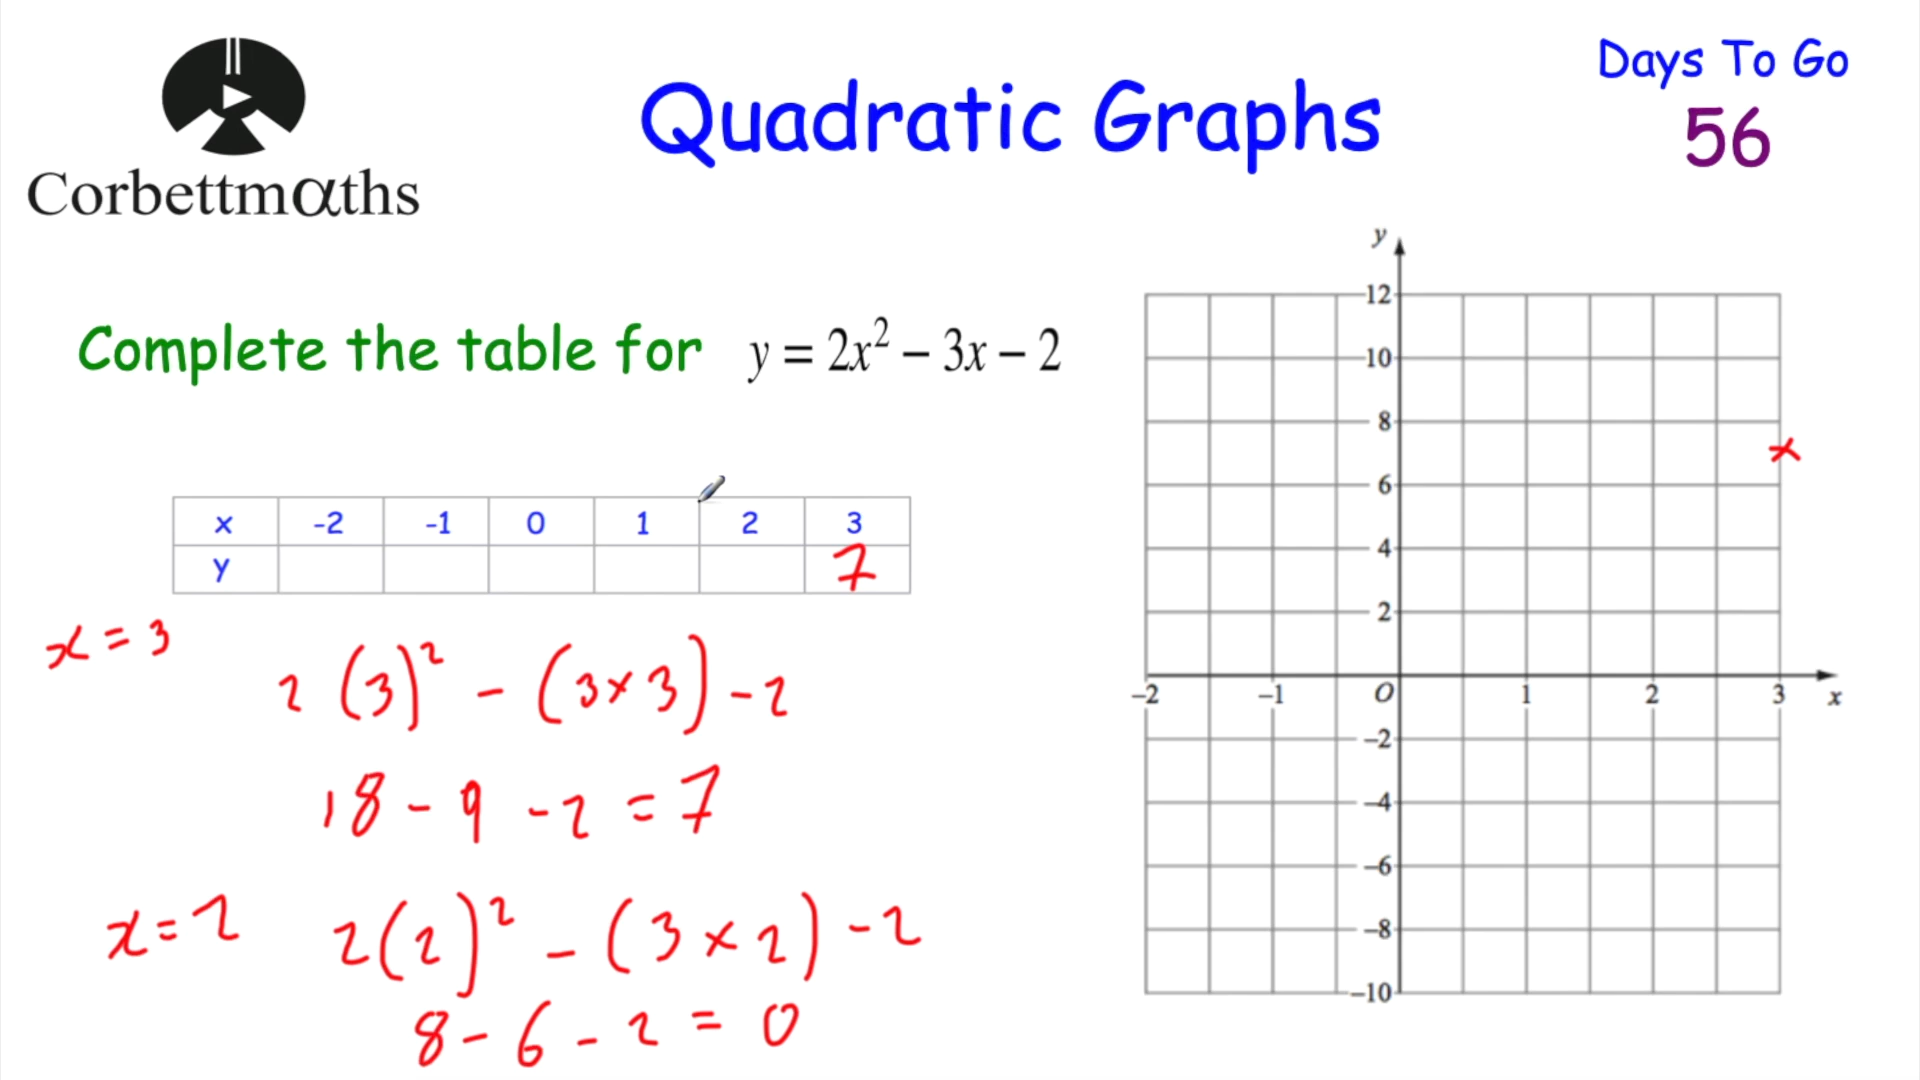 Corbettmαths
Quadratic Graphs
Days To Go
56
Complete the table for y = 2x² – 3x – 2
x -2 -1 0 1 2 3
y 7
x = 3
2 (3)² - (3×3) - 2
18 - 9 - 2 = 7
x = 2 2(2)² - (3 × 2) - 2
8 - 6 - 2 = 0
y
12
10
8
×
6
4
2
–2 –1 O 1 2 3 x
–2
–4
–6
–8
–10